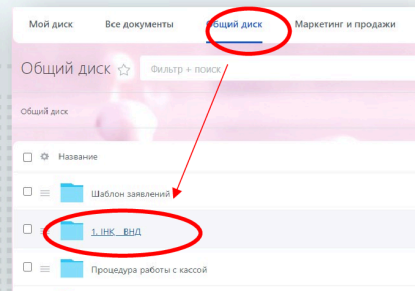 Мой диск Все документы Общий диск Маркетинг и продажи
Общий диск Фильтр + поиск
Общий диск
Название
Шаблон заявлений
1. ІНК _ВНД
Процедура работы с кассой